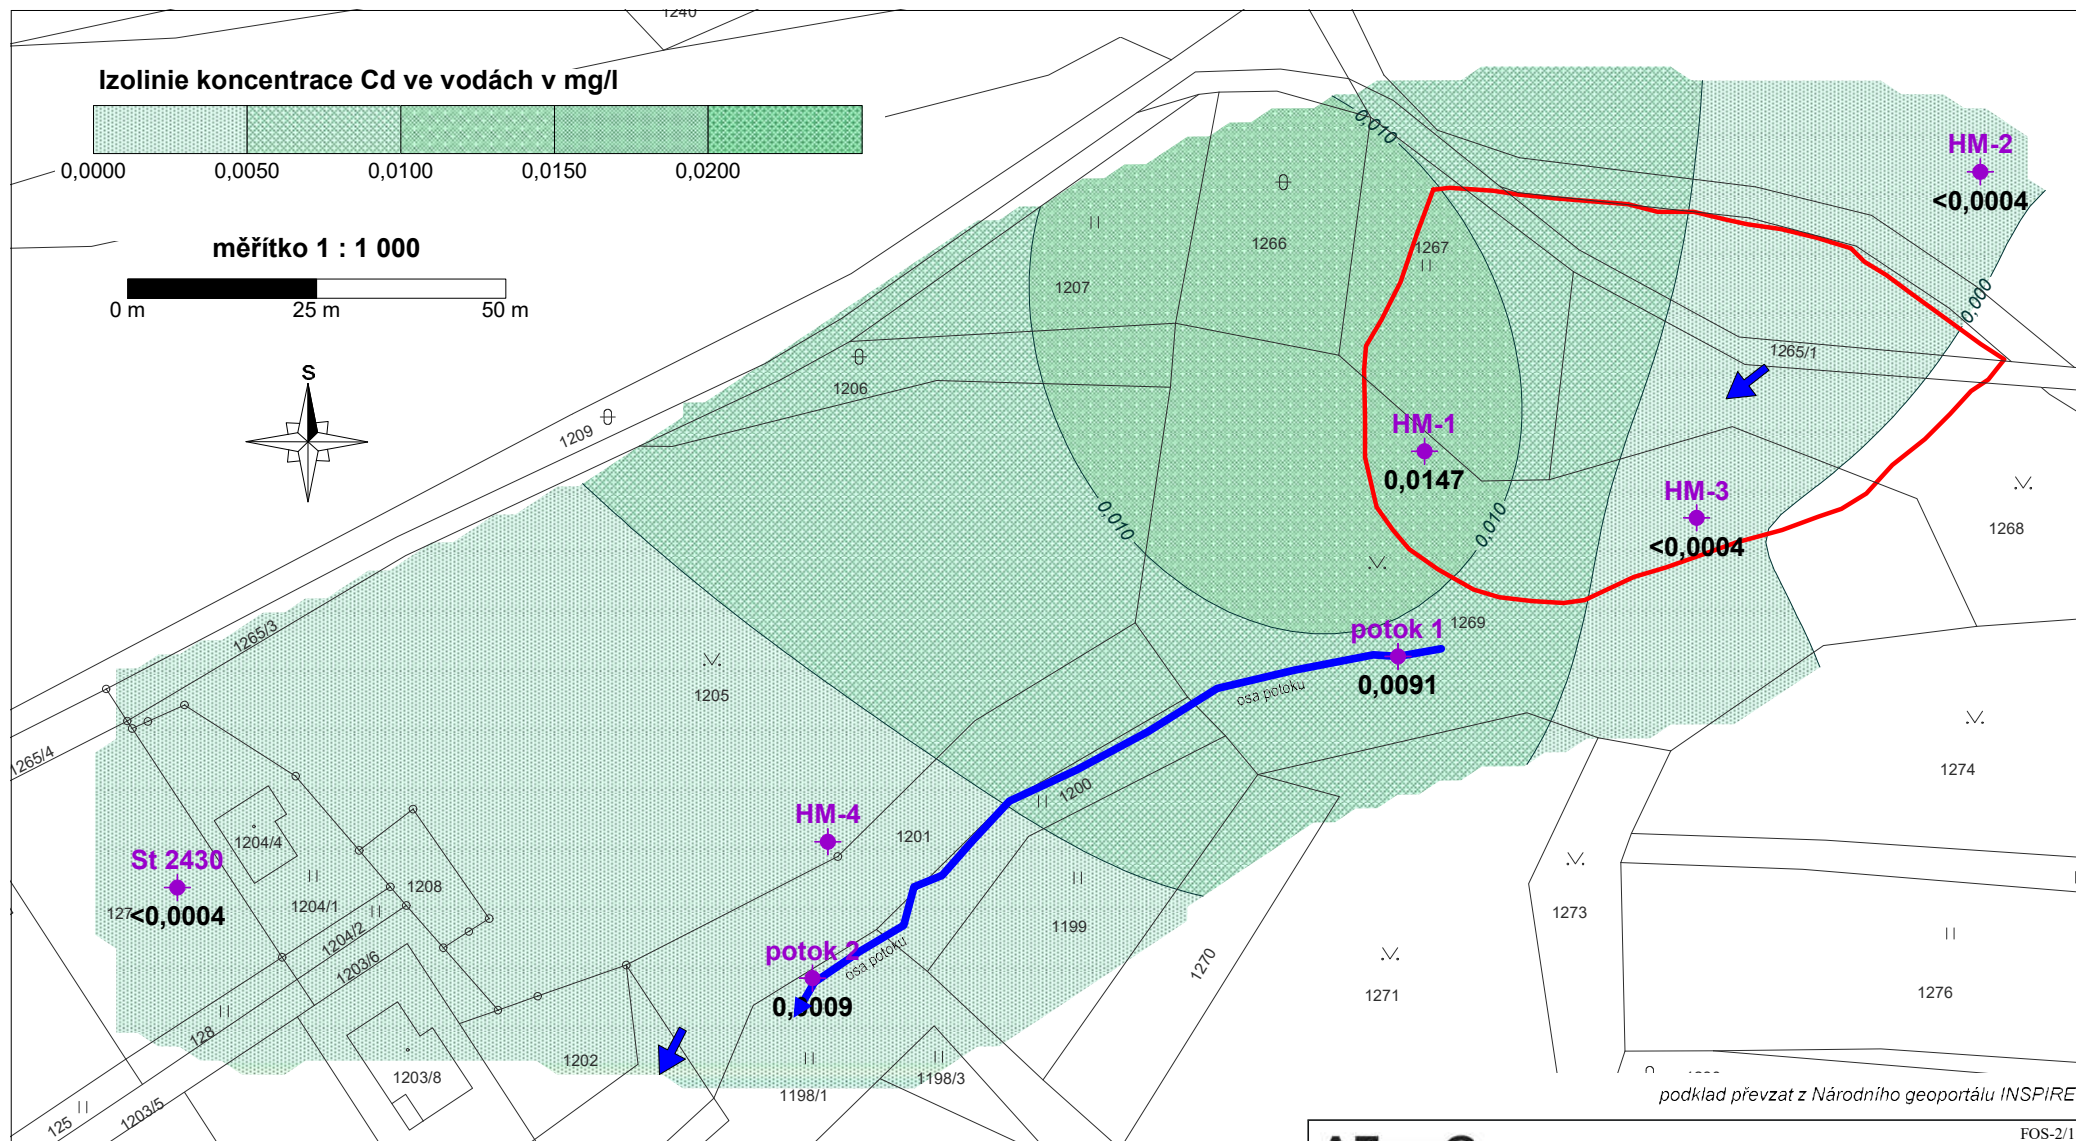 1240
Izolinie koncentrace Cd ve vodách v mg/l
0,0000 0,0050 0,0100 0,0150 0,0200
měřítko 1 : 1 000
0 m 25 m 50 m
S
0,010
HM-2
<0,0004
1266
1267
1207
0,000
1265/1
1206
1209
HM-1
0,0147
HM-3
<0,0004
0,010
0,010
1268
potok 1
1269
0,0091
osa potoku
1265/3
1205
1265/4
1274
1200
HM-4
1201
1204/4
St 2430
<0,0004
127
1204/1
1208
1204/2
1203/6
1199
1273
potok 2
0,0009
osa potoku
1270
1271
1276
128
1202
1203/8
1198/1
1198/3
125
1203/5
podklad převzat z Národního geoportálu INSPIRE
FOS-2/1